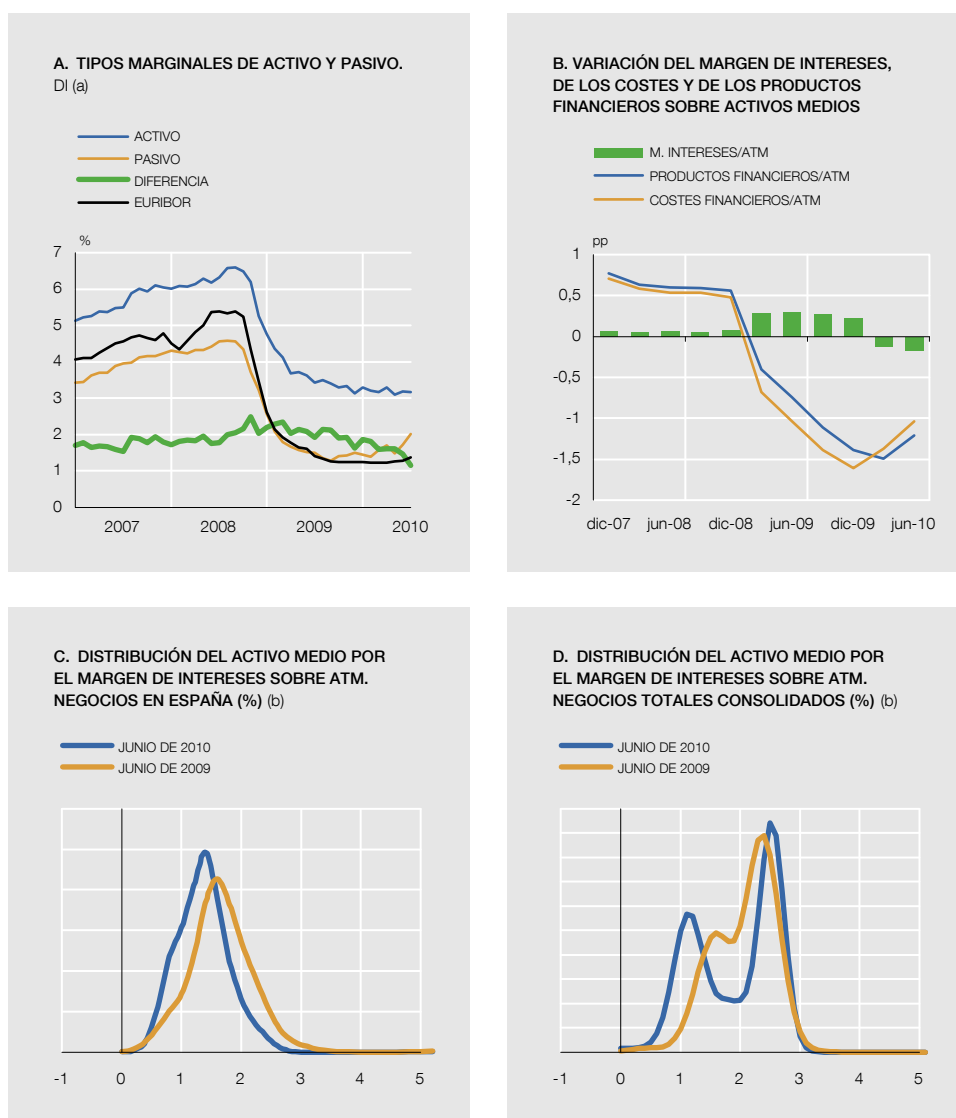 A. TIPOS MARGINALES DE ACTIVO Y PASIVO.
DI (a)
ACTIVO
PASIVO
DIFERENCIA
EURIBOR
%
7
6
5
4
3
2
1
0
2007 2008 2009 2010
B. VARIACIÓN DEL MARGEN DE INTERESES,
DE LOS COSTES Y DE LOS PRODUCTOS
FINANCIEROS SOBRE ACTIVOS MEDIOS
M. INTERESES/ATM
PRODUCTOS FINANCIEROS/ATM
COSTES FINANCIEROS/ATM
pp
1
0,5
0
-0,5
-1
-1,5
-2
dic-07 jun-08 dic-08 jun-09 dic-09 jun-10
C. DISTRIBUCIÓN DEL ACTIVO MEDIO POR
EL MARGEN DE INTERESES SOBRE ATM.
NEGOCIOS EN ESPAÑA (%) (b)
JUNIO DE 2010
JUNIO DE 2009
-1 0 1 2 3 4 5
D. DISTRIBUCIÓN DEL ACTIVO MEDIO POR
EL MARGEN DE INTERESES SOBRE ATM.
NEGOCIOS TOTALES CONSOLIDADOS (%) (b)
JUNIO DE 2010
JUNIO DE 2009
-1 0 1 2 3 4 5